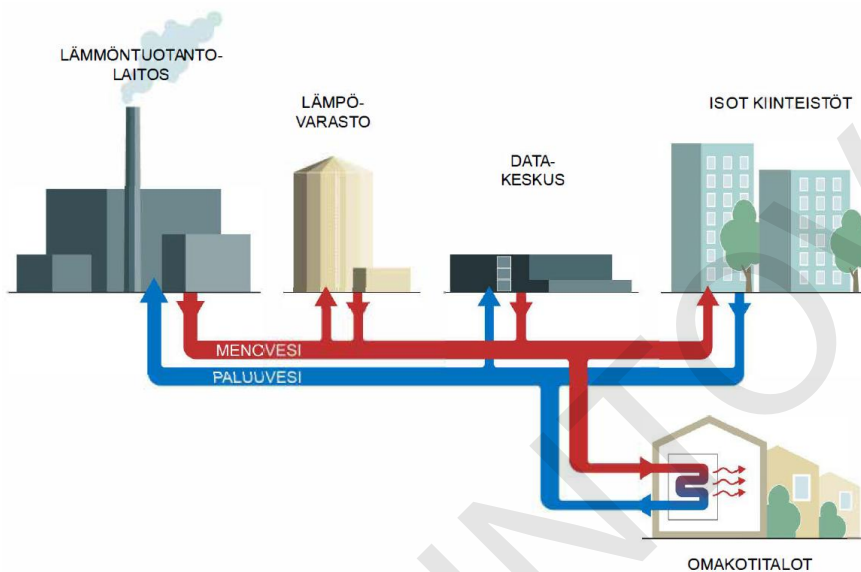 LÄMMÖNTUOTANTO-
LAITOS
LÄMPÖ-
VARASTO
DATA-
KESKUS
ISOT KIINTEISTÖT
MENOVESI
PALUUVESI
OMAKOTITALOT